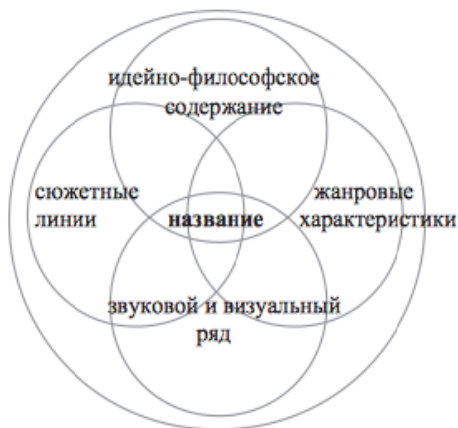 идейно-философское
содержание
сюжетные
линии
название
жанровые
характеристики
звуковой и визуальный
ряд